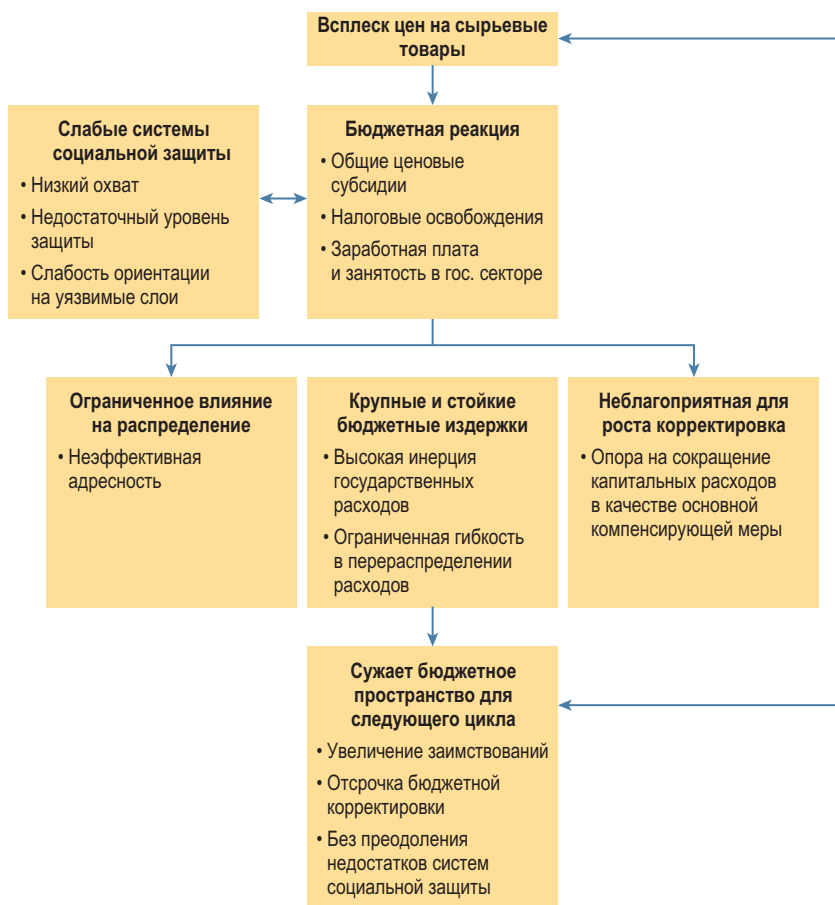 Всплеск цен на сырьевые
товары
Слабые системы
социальной защиты
• Низкий охват
• Недостаточный уровень
защиты
• Слабость ориентации
на уязвимые слои
Бюджетная реакция
• Общие ценовые
субсидии
• Налоговые освобождения
• Заработная плата
и занятость в гос. секторе
Ограниченное влияние
на распределение
• Неэффективная
адресность
Крупные и стойкие
бюджетные издержки
• Высокая инерция
государственных
расходов
• Ограниченная гибкость
в перераспределении
расходов
Неблагоприятная для
роста корректировка
• Опора на сокращение
капитальных расходов
в качестве основной
компенсирующей меры
Сужает бюджетное
пространство для
следующего цикла
• Увеличение заимствований
• Отсрочка бюджетной
корректировки
• Без преодоления
недостатков систем
социальной защиты